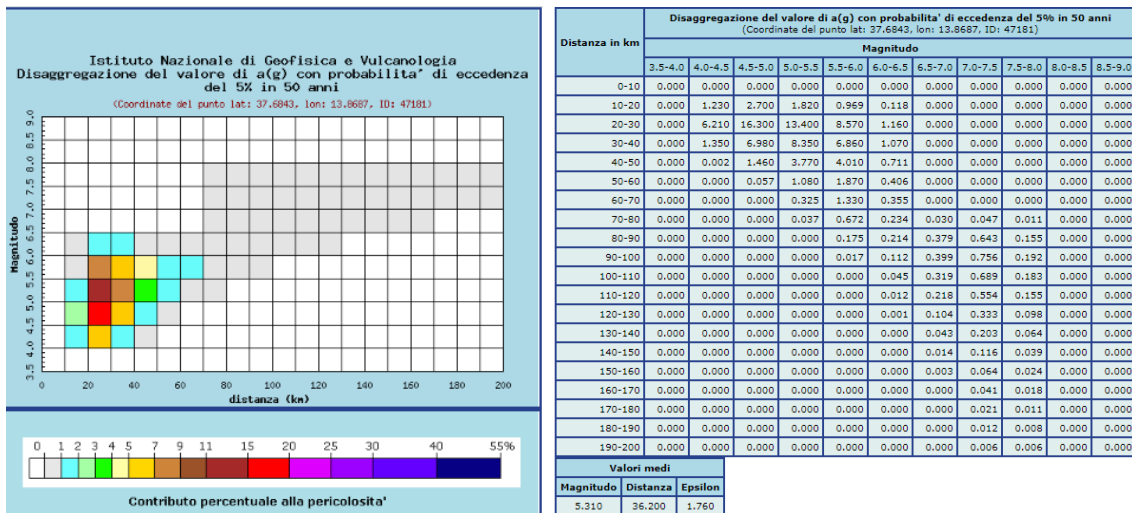 Istituto Nazionale di Geofisica e Vulcanologia
Disaggregazione del valore di a(g) con probabilita' di eccedenza
del 5% in 50 anni
(Coordinate del punto lat: 37.6843, lon: 13.8687, ID: 47181)
Magnitudo
9.0
8.5
8.0
7.5
7.0
6.5
6.0
5.5
5.0
4.5
4.0
3.5
0 20 40 60 80 100 120 140 160 180 200
distanza (km)
0 1 2 3 4 5 7 9 11 15 20 25 30 40 55%
Contributo percentuale alla pericolosita'
Distanza in km
Disaggregazione del valore di a(g) con probabilita' di eccedenza del 5% in 50 anni
(Coordinate del punto lat: 37.6843, lon: 13.8687, ID: 47181)
Magnitudo
3.5-4.0 4.0-4.5 4.5-5.0 5.0-5.5 5.5-6.0 6.0-6.5 6.5-7.0 7.0-7.5 7.5-8.0 8.0-8.5 8.5-9.0
0-10 0.000 0.000 0.000 0.000 0.000 0.000 0.000 0.000 0.000 0.000 0.000
10-20 0.000 1.230 2.700 1.820 0.969 0.118 0.000 0.000 0.000 0.000 0.000
20-30 0.000 6.210 16.300 13.400 8.570 1.160 0.000 0.000 0.000 0.000 0.000
30-40 0.000 1.350 6.980 8.350 6.860 1.070 0.000 0.000 0.000 0.000 0.000
40-50 0.000 0.002 1.460 3.770 4.010 0.711 0.000 0.000 0.000 0.000 0.000
50-60 0.000 0.000 0.057 1.080 1.870 0.406 0.000 0.000 0.000 0.000 0.000
60-70 0.000 0.000 0.000 0.325 1.330 0.355 0.000 0.000 0.000 0.000 0.000
70-80 0.000 0.000 0.000 0.037 0.672 0.234 0.030 0.047 0.011 0.000 0.000
80-90 0.000 0.000 0.000 0.000 0.175 0.214 0.379 0.643 0.155 0.000 0.000
90-100 0.000 0.000 0.000 0.000 0.017 0.112 0.399 0.756 0.192 0.000 0.000
100-110 0.000 0.000 0.000 0.000 0.000 0.045 0.319 0.689 0.183 0.000 0.000
110-120 0.000 0.000 0.000 0.000 0.000 0.012 0.218 0.554 0.155 0.000 0.000
120-130 0.000 0.000 0.000 0.000 0.000 0.001 0.104 0.333 0.098 0.000 0.000
130-140 0.000 0.000 0.000 0.000 0.000 0.000 0.043 0.203 0.064 0.000 0.000
140-150 0.000 0.000 0.000 0.000 0.000 0.000 0.014 0.116 0.039 0.000 0.000
150-160 0.000 0.000 0.000 0.000 0.000 0.000 0.003 0.064 0.024 0.000 0.000
160-170 0.000 0.000 0.000 0.000 0.000 0.000 0.000 0.041 0.018 0.000 0.000
170-180 0.000 0.000 0.000 0.000 0.000 0.000 0.000 0.021 0.011 0.000 0.000
180-190 0.000 0.000 0.000 0.000 0.000 0.000 0.000 0.012 0.008 0.000 0.000
190-200 0.000 0.000 0.000 0.000 0.000 0.000 0.000 0.006 0.006 0.000 0.000
Valori medi
Magnitudo Distanza Epsilon
5.310 36.200 1.760